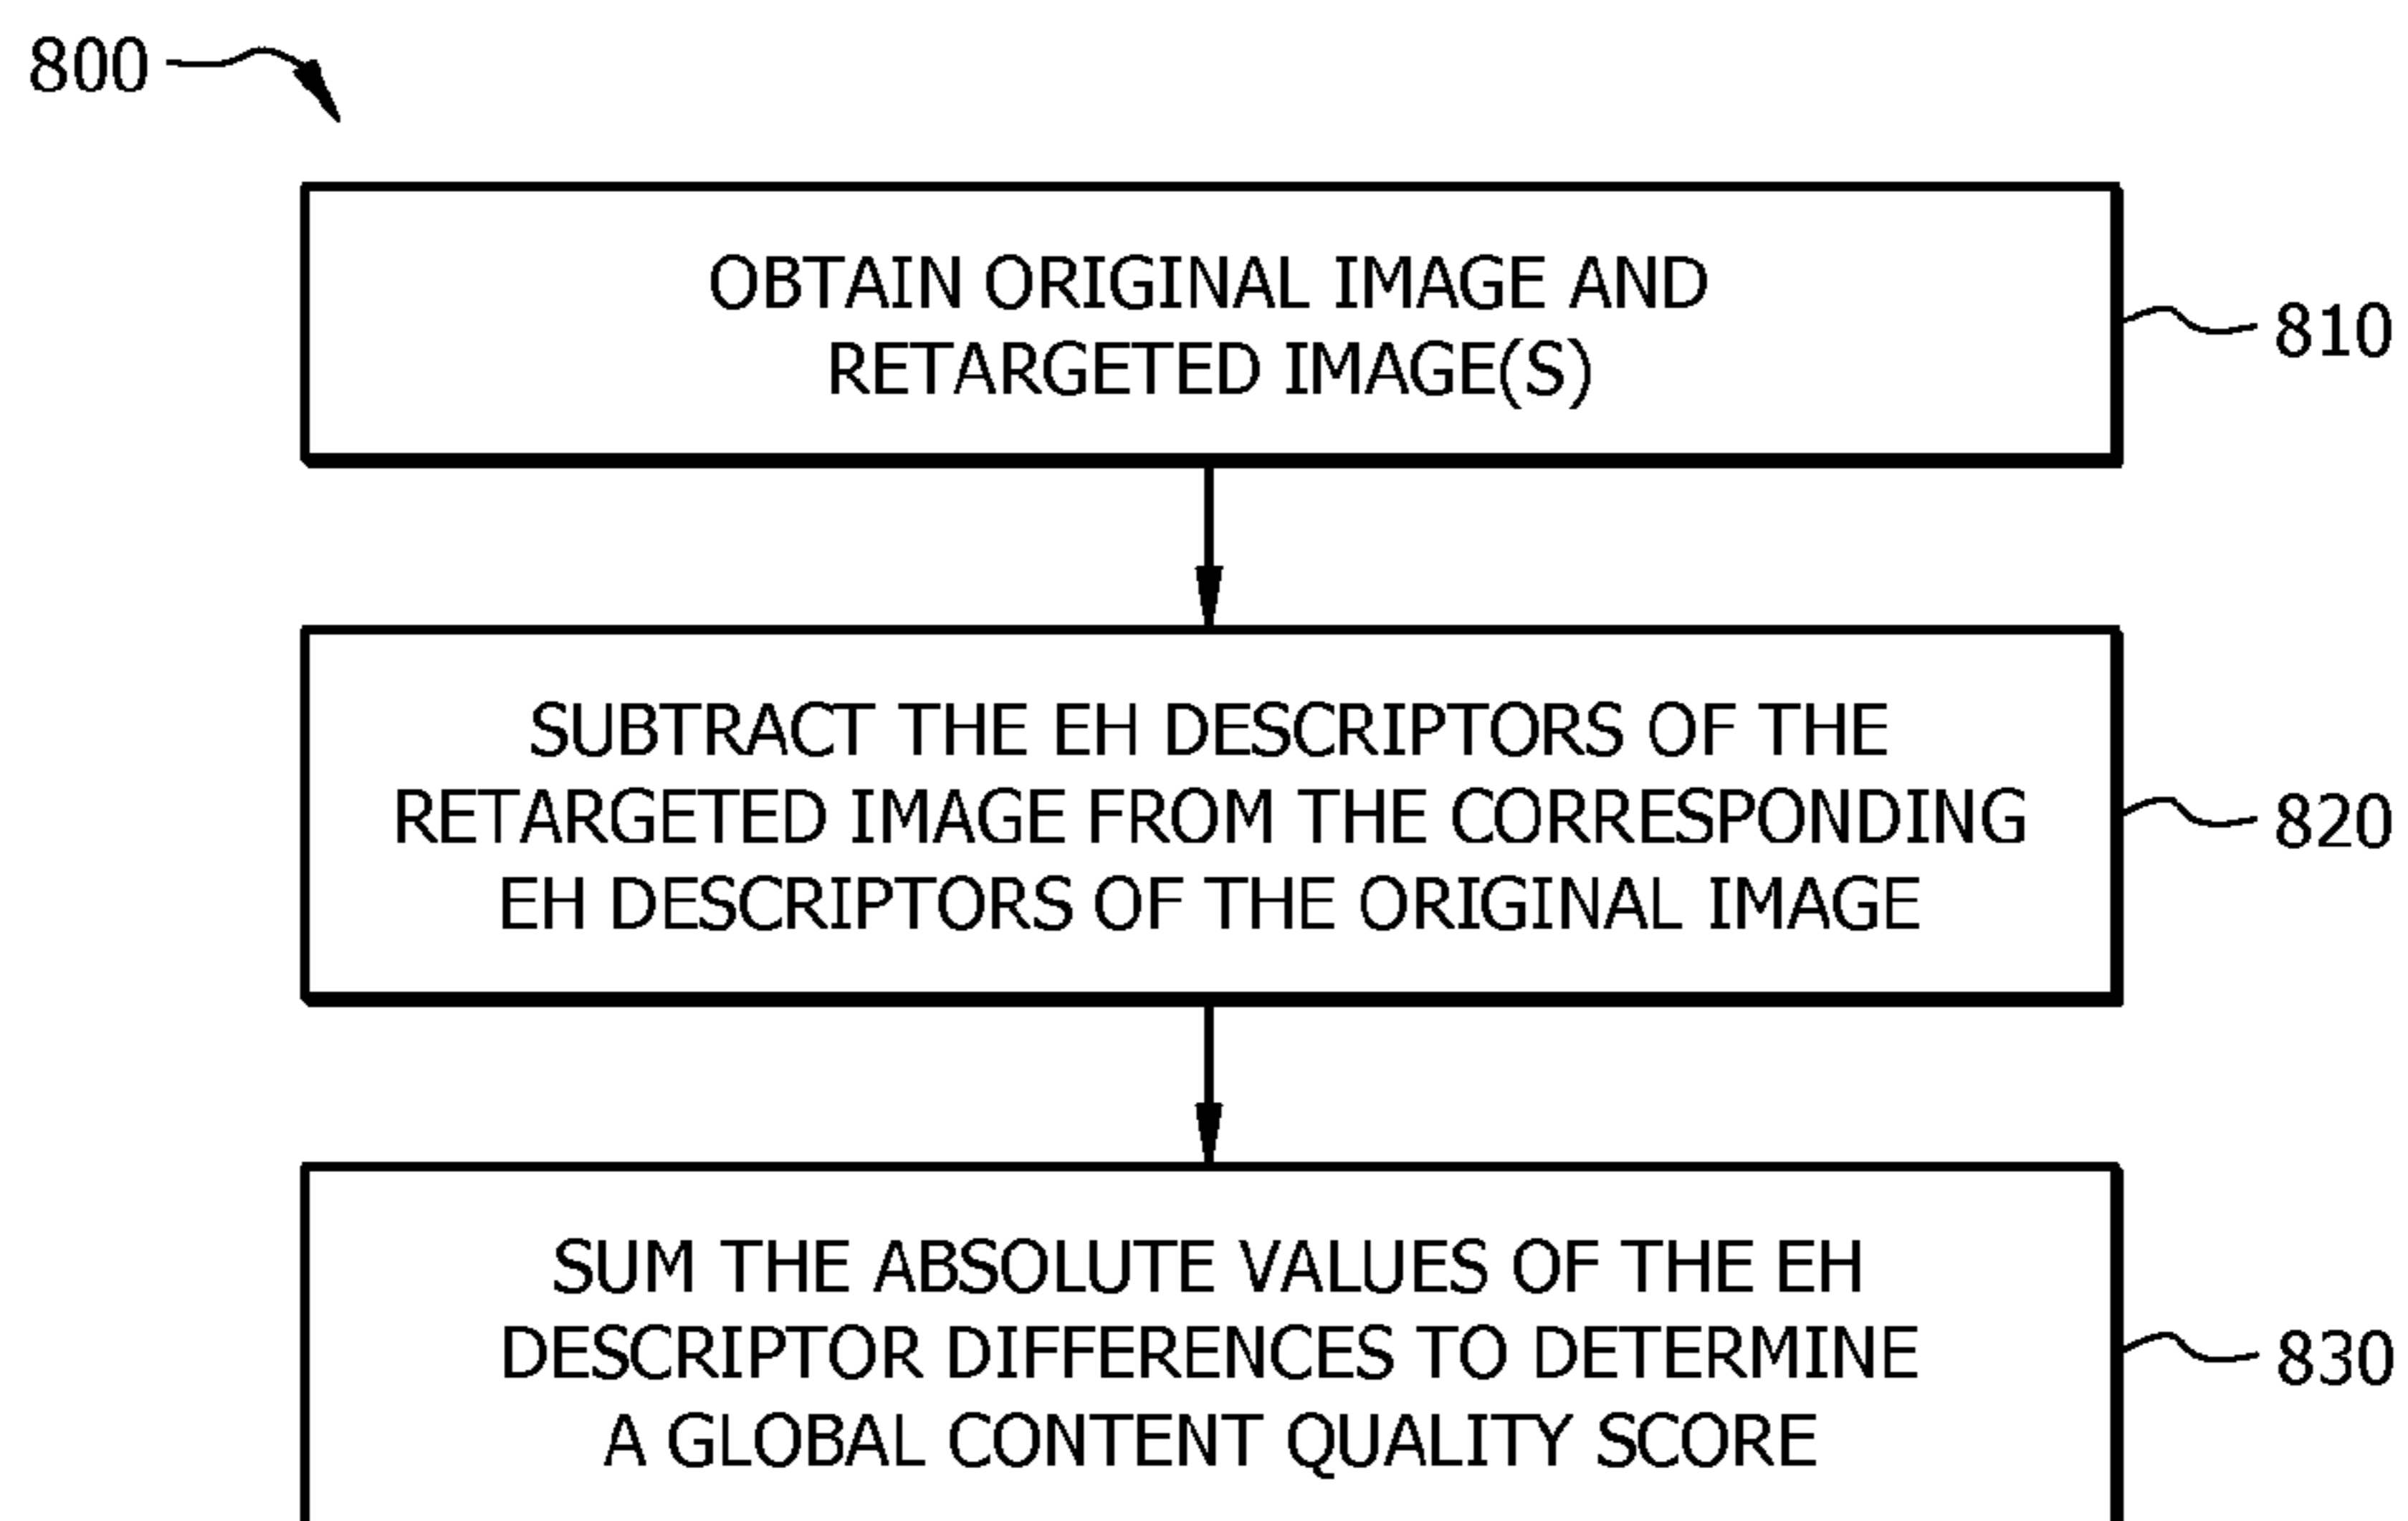 800
OBTAIN ORIGINAL IMAGE AND
RETARGETED IMAGE(S)
810
SUBTRACT THE EH DESCRIPTORS OF THE
RETARGETED IMAGE FROM THE CORRESPONDING
EH DESCRIPTORS OF THE ORIGINAL IMAGE
820
SUM THE ABSOLUTE VALUES OF THE EH
DESCRIPTOR DIFFERENCES TO DETERMINE
A GLOBAL CONTENT QUALITY SCORE
830